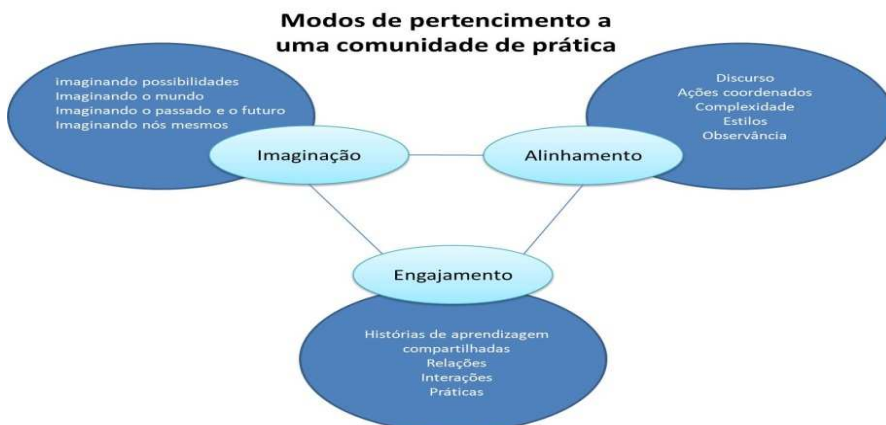 Modos de pertencimento a
uma comunidade de prática
imaginando possibilidades
Imaginando o mundo
Imaginando o passado e o futuro
Imaginando nós mesmos
Imaginação
Discurso
Ações coordenados
Complexidade
Estilos
Observância
Alinhamento
Engajamento
Histórias de aprendizagem
compartilhadas
Relações
Interações
Práticas